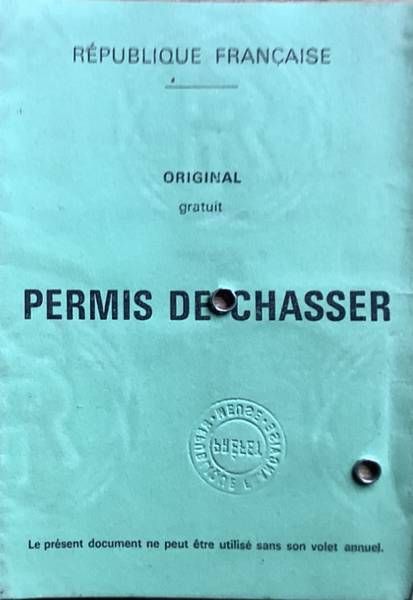 RÉPUBLIQUE FRANÇAISE
ORIGINAL
gratuit
PERMIS DE CHASSER
Le présent document ne peut être utilisé sans son volet annuel.